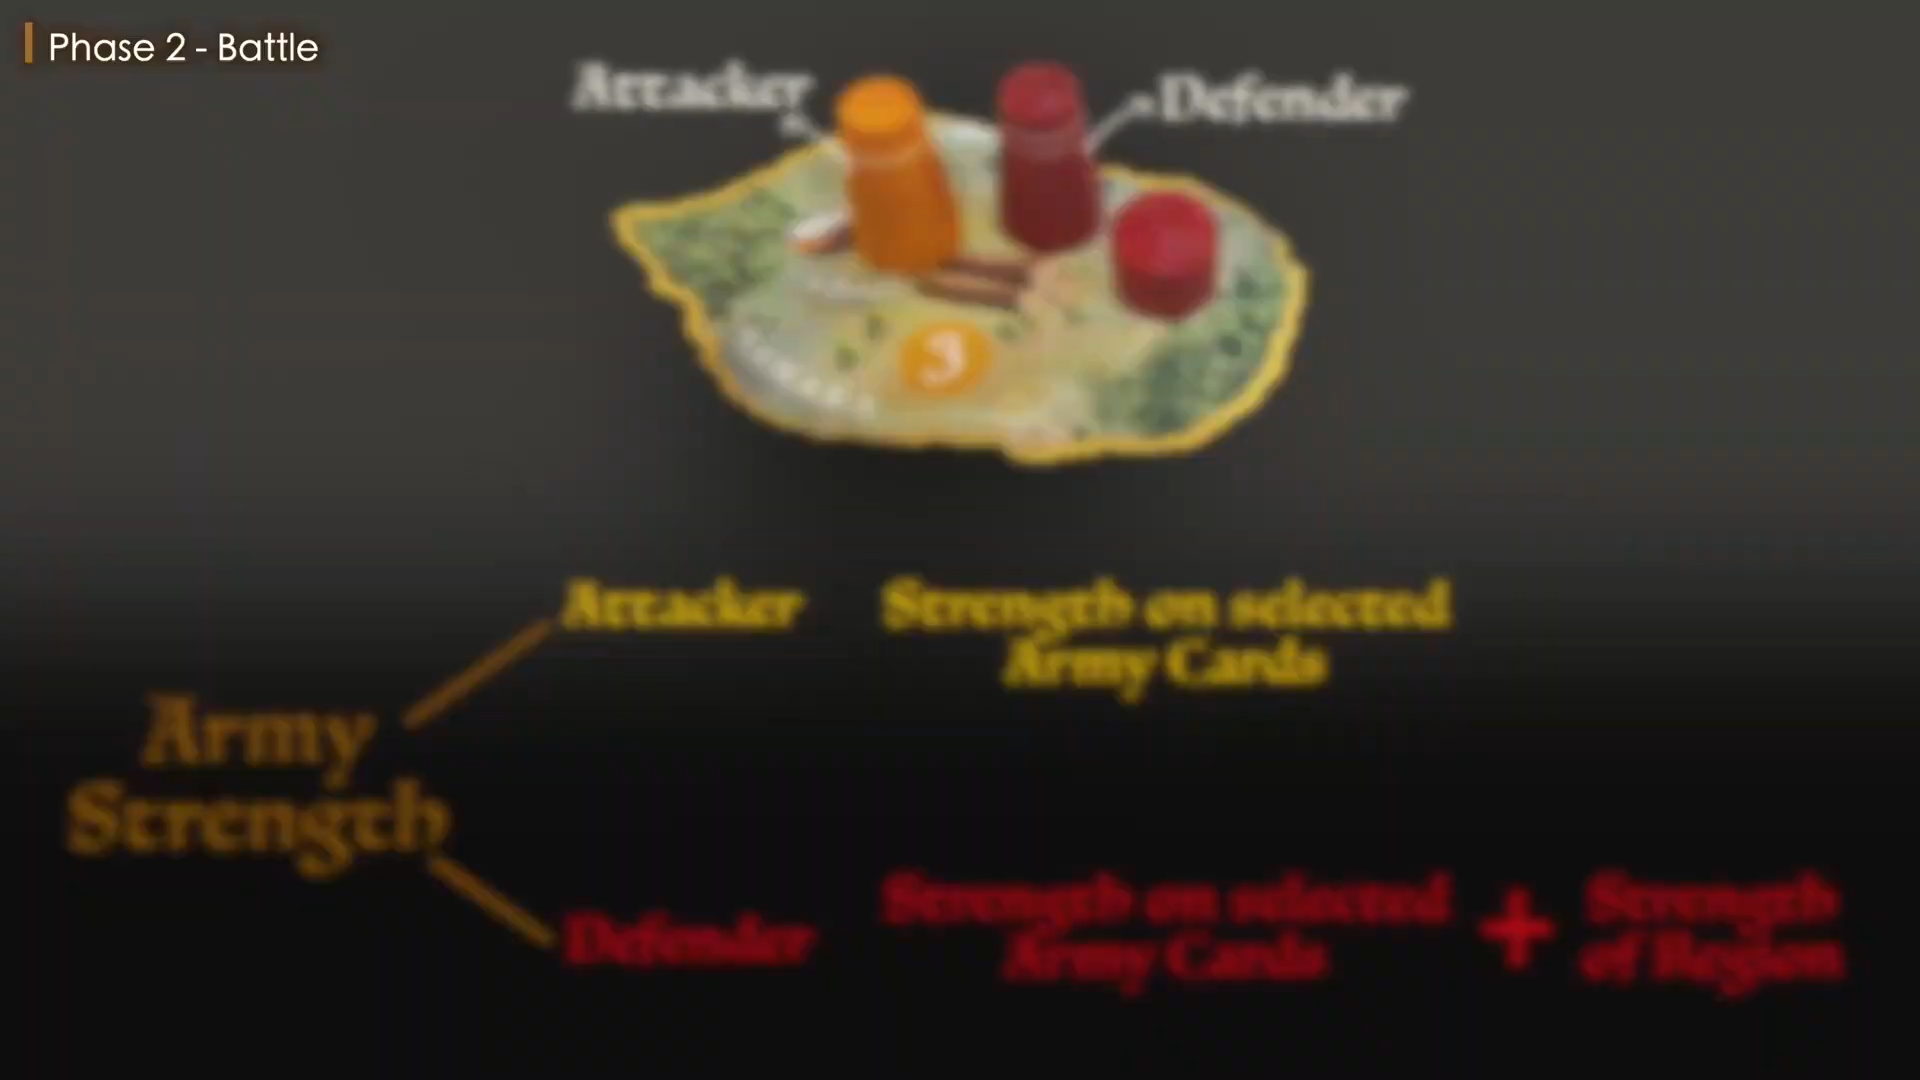 Phase 2 - Battle
Attacker
Defender
3
Attacker
Strength on selected
Army Cards
Army
Strength
Defender
Strength on selected
Army Cards
+
Strength
of Region